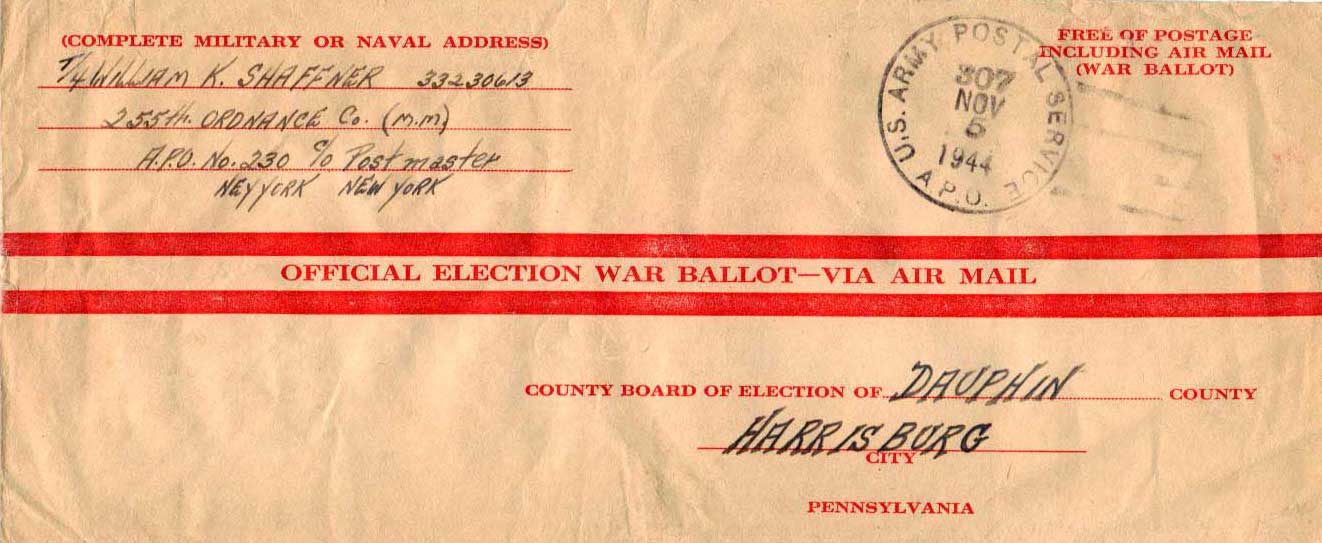 (COMPLETE MILITARY OR NAVAL ADDRESS)
T/4 WILLIAM K. SHAFFNER 33230613
255th. ORDNANCE Co. (M.M)
A.P.O. No. 230 c/o Postmaster
NEYYORK NEW YORK
U.S. ARMY POSTAL SERVICE
307
NOV
5
1944
A.P.O.
FREE OF POSTAGE
INCLUDING AIR MAIL
(WAR BALLOT)
OFFICIAL ELECTION WAR BALLOT—VIA AIR MAIL
COUNTY BOARD OF ELECTION OF DAUPHIN COUNTY
HARRISBURG
CITY
PENNSYLVANIA